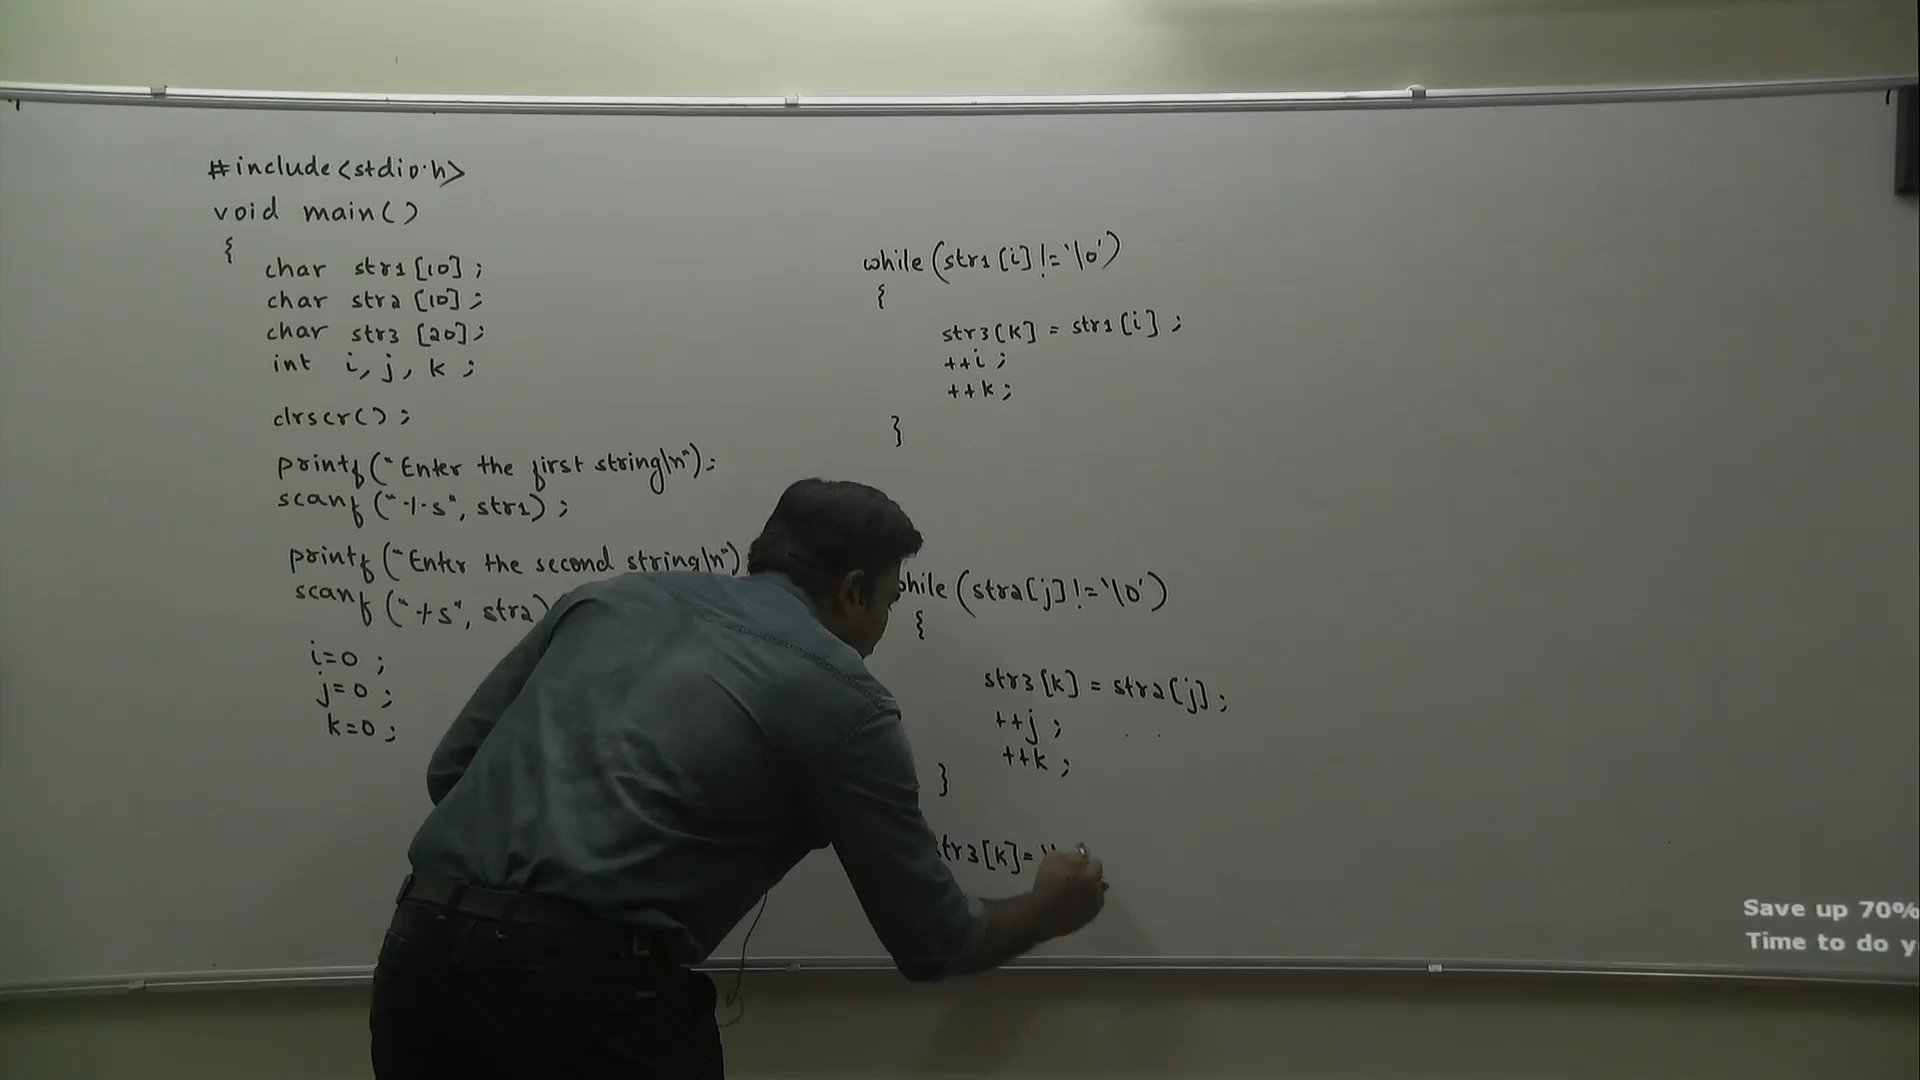 #include<stdio.h>
void main()
{
char str1[10];
char str2[10];
char str3[20];
int i, j, k;
clrscr();
printf("Enter the first string\n");
scanf("%s", str1);
printf("Enter the second string\n")
scanf("%s", str2)
i=0;
j=0;
k=0;
while(str1[i]!='\0')
{
str3[k] = str1[i];
++i;
++k;
}
while(str2[j]!='\0')
{
str3[k] = str2[j];
++j;
++k;
}
str3[k]='\
Save up 70%
Time to do y